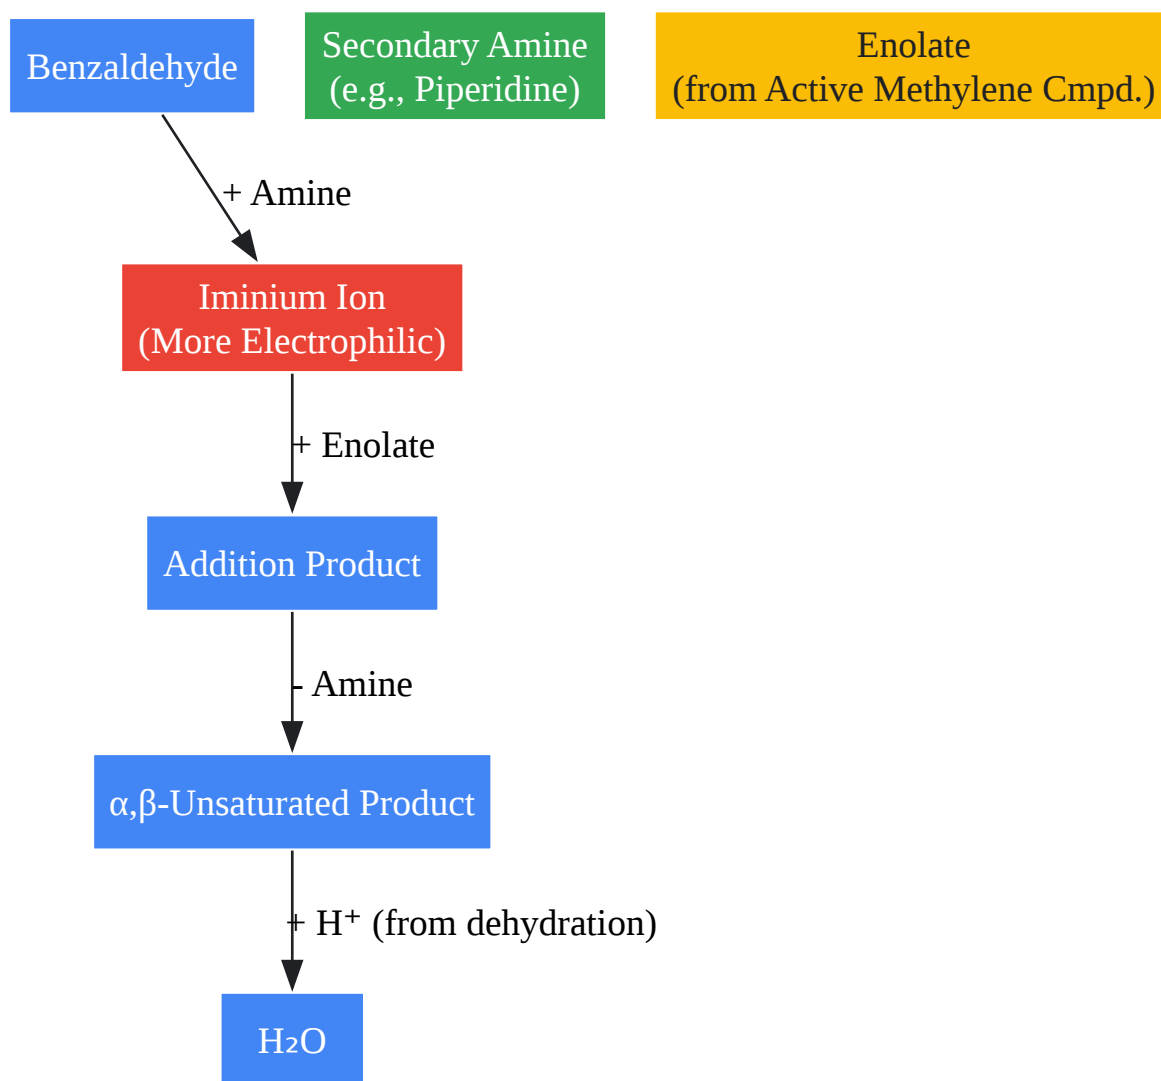 Benzaldehyde
Secondary Amine
(e.g., Piperidine)
Enolate
(from Active Methylene Cmpd.)
+ Amine
Iminium Ion
(More Electrophilic)
+ Enolate
Addition Product
- Amine
α,β-Unsaturated Product
+ H⁺ (from dehydration)
H₂O